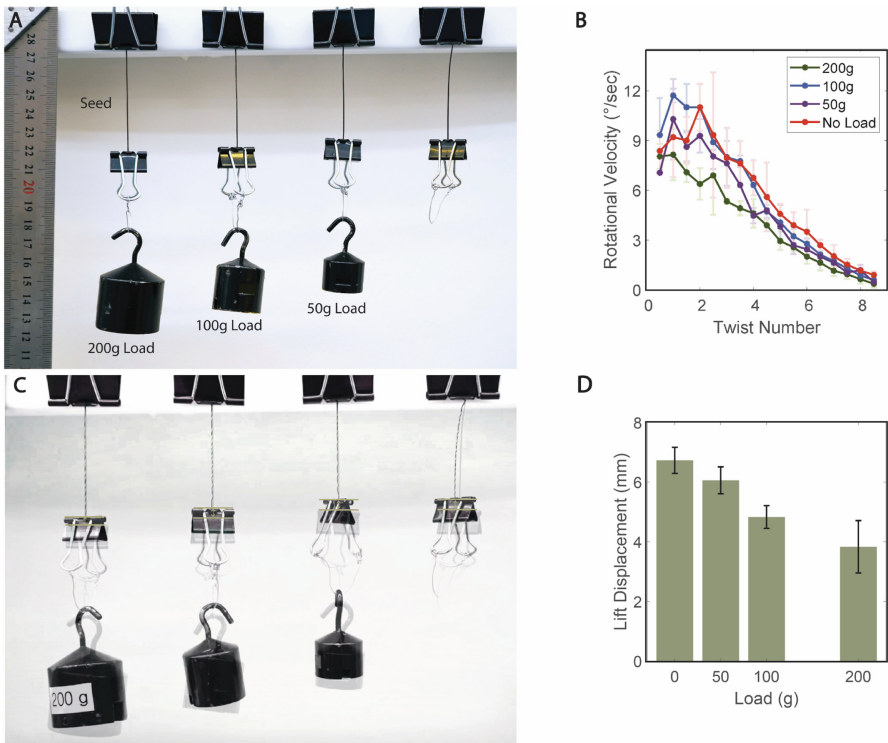 A
28
27
26
25
24
23
22
21
20
19
18
17
16
15
14
13
12
11
Seed
200g Load
100g Load
50g Load
B
Rotational Velocity (°/sec)
12
9
6
3
0
0 2 4 6 8
Twist Number
200g
100g
50g
No Load
C
200 g
D
Lift Displacement (mm)
8
6
4
2
0
0 50 100 200
Load (g)